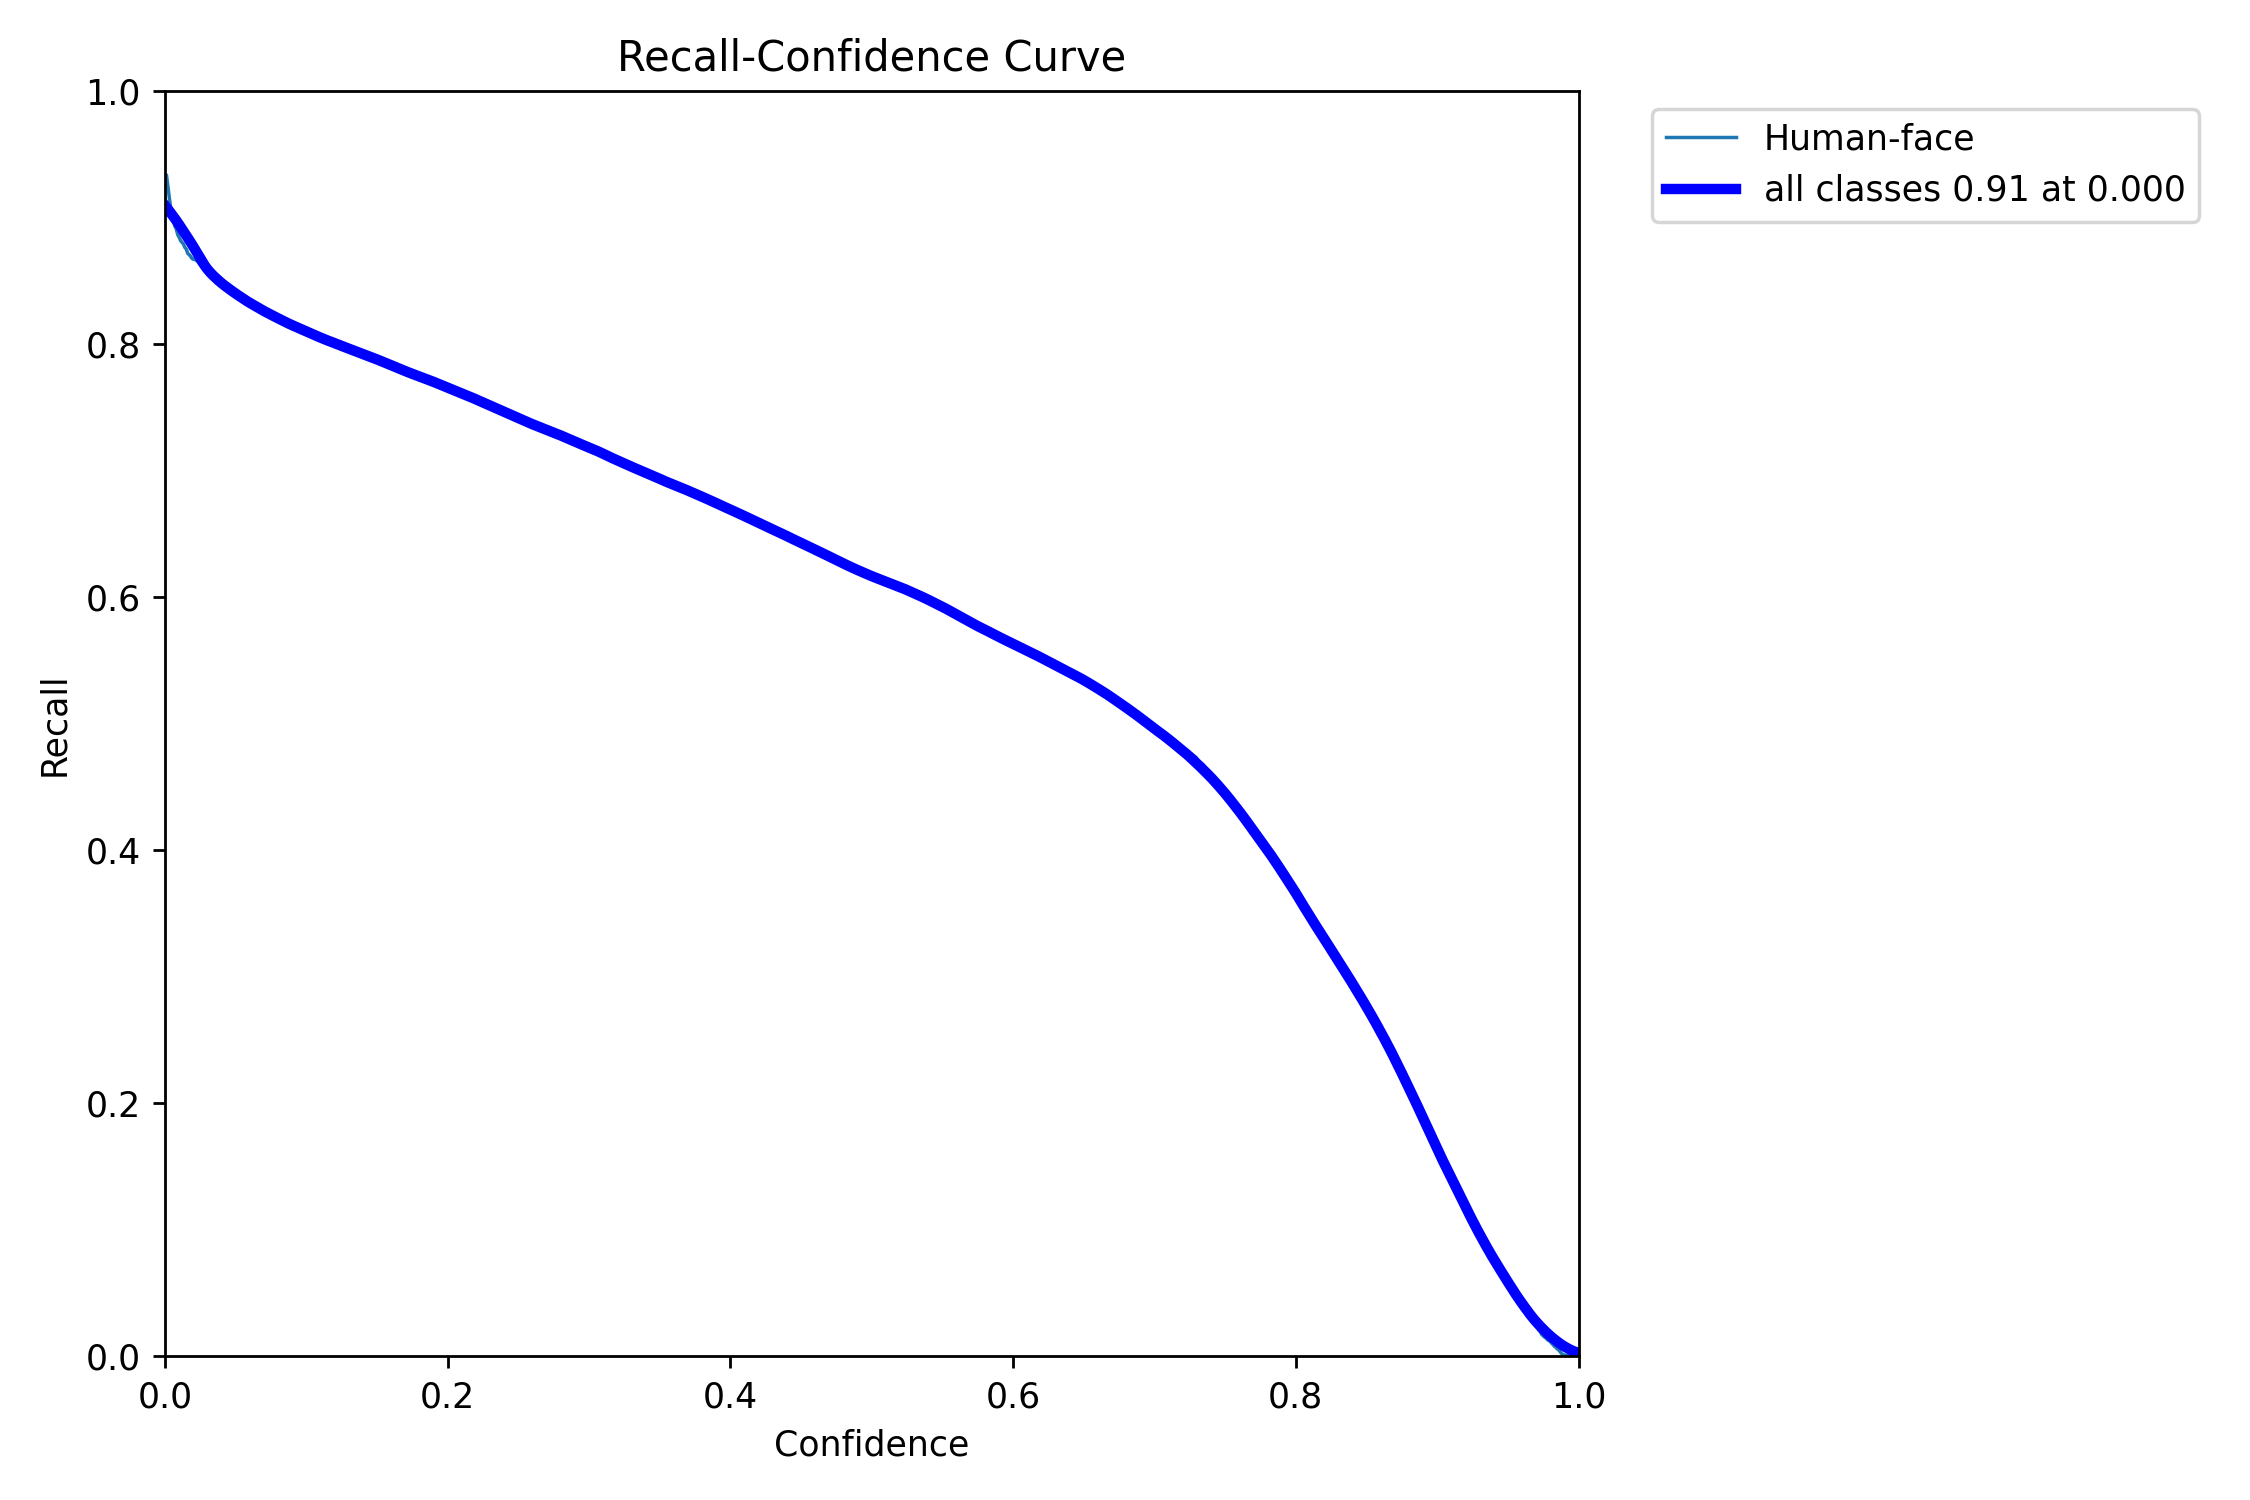 Recall-Confidence Curve
1.0
0.8
0.6
0.4
0.2
0.0
Recall
0.0 0.2 0.4 0.6 0.8 1.0
Confidence
Human-face
all classes 0.91 at 0.000